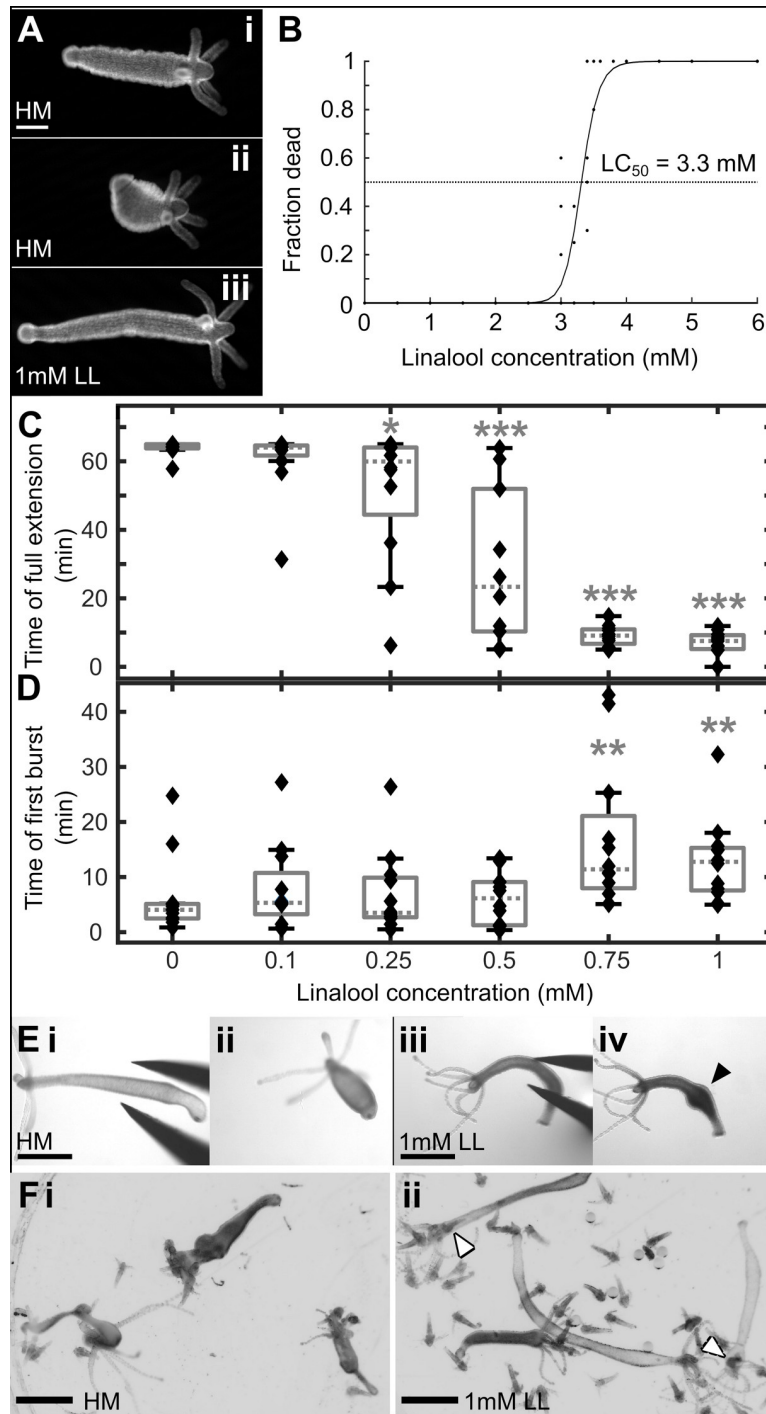 A
i
HM
ii
HM
iii
1mM LL
B
Fraction dead
1
0.8
0.6
0.4
0.2
0
LC50 = 3.3 mM
0 1 2 3 4 5 6
Linalool concentration (mM)
C
Time of full extension
(min)
60
40
20
0
* *** *** ***
D
Time of first burst
(min)
40
30
20
10
0
** **
0 0.1 0.25 0.5 0.75 1
Linalool concentration (mM)
E i
HM
ii
iii
1mM LL
iv
F i
HM
ii
1mM LL